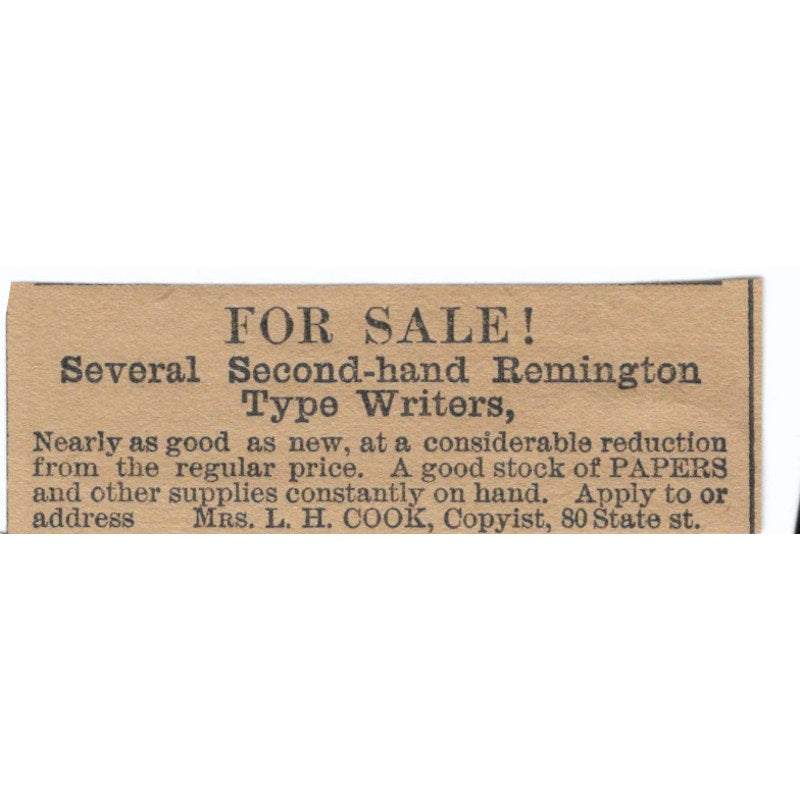 FOR SALE!
Several Second-hand Remington
Type Writers,
Nearly as good as new, at a considerable reduction
from the regular price. A good stock of PAPERS
and other supplies constantly on hand. Apply to or
address MRS. L. H. COOK, Copyist, 80 State st.